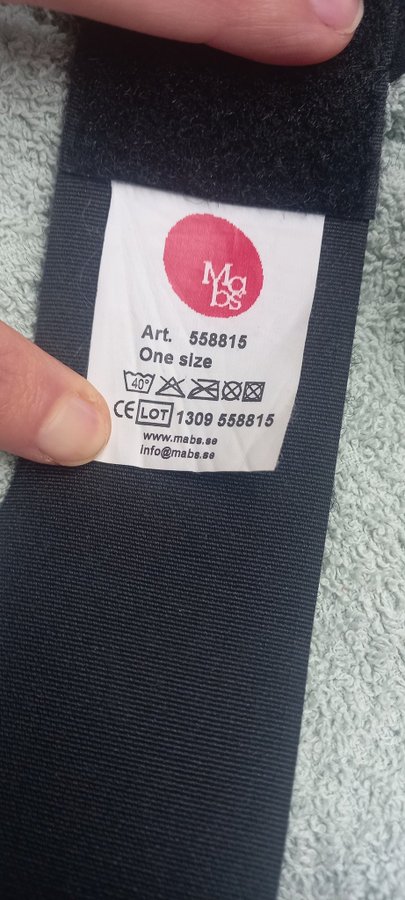 Mabs
Art. 558815
One size
40°
CE LOT 1309 558815
www.mabs.se
info@mabs.se